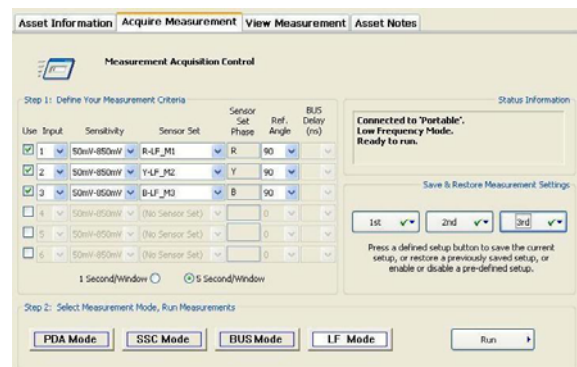 Asset Information Acquire Measurement View Measurement Asset Notes
Measurement Acquisition Control
Step 1: Define Your Measurement Criteria
Use Input Sensitivity Sensor Set Sensor Set Phase Ref. Angle BUS Delay (ns)
1 50mV-850mV R-LF_M1 R 90
2 50mV-850mV Y-LF_M2 Y 90
3 50mV-850mV B-LF_M3 B 90
4 50mV-850mV (No Sensor Set) 0
5 50mV-850mV (No Sensor Set) 0
6 50mV-850mV (No Sensor Set) 0
1 Second/Window 5 Second/Window
Status Information
Connected to 'Portable'.
Low Frequency Mode.
Ready to run.
Save & Restore Measurement Settings
1st 2nd 3rd
Press a defined setup button to save the current
setup, or restore a previously saved setup, or
enable or disable a pre-defined setup.
Step 2: Select Measurement Mode, Run Measurements
PDA Mode SSC Mode BUS Mode LF Mode Run